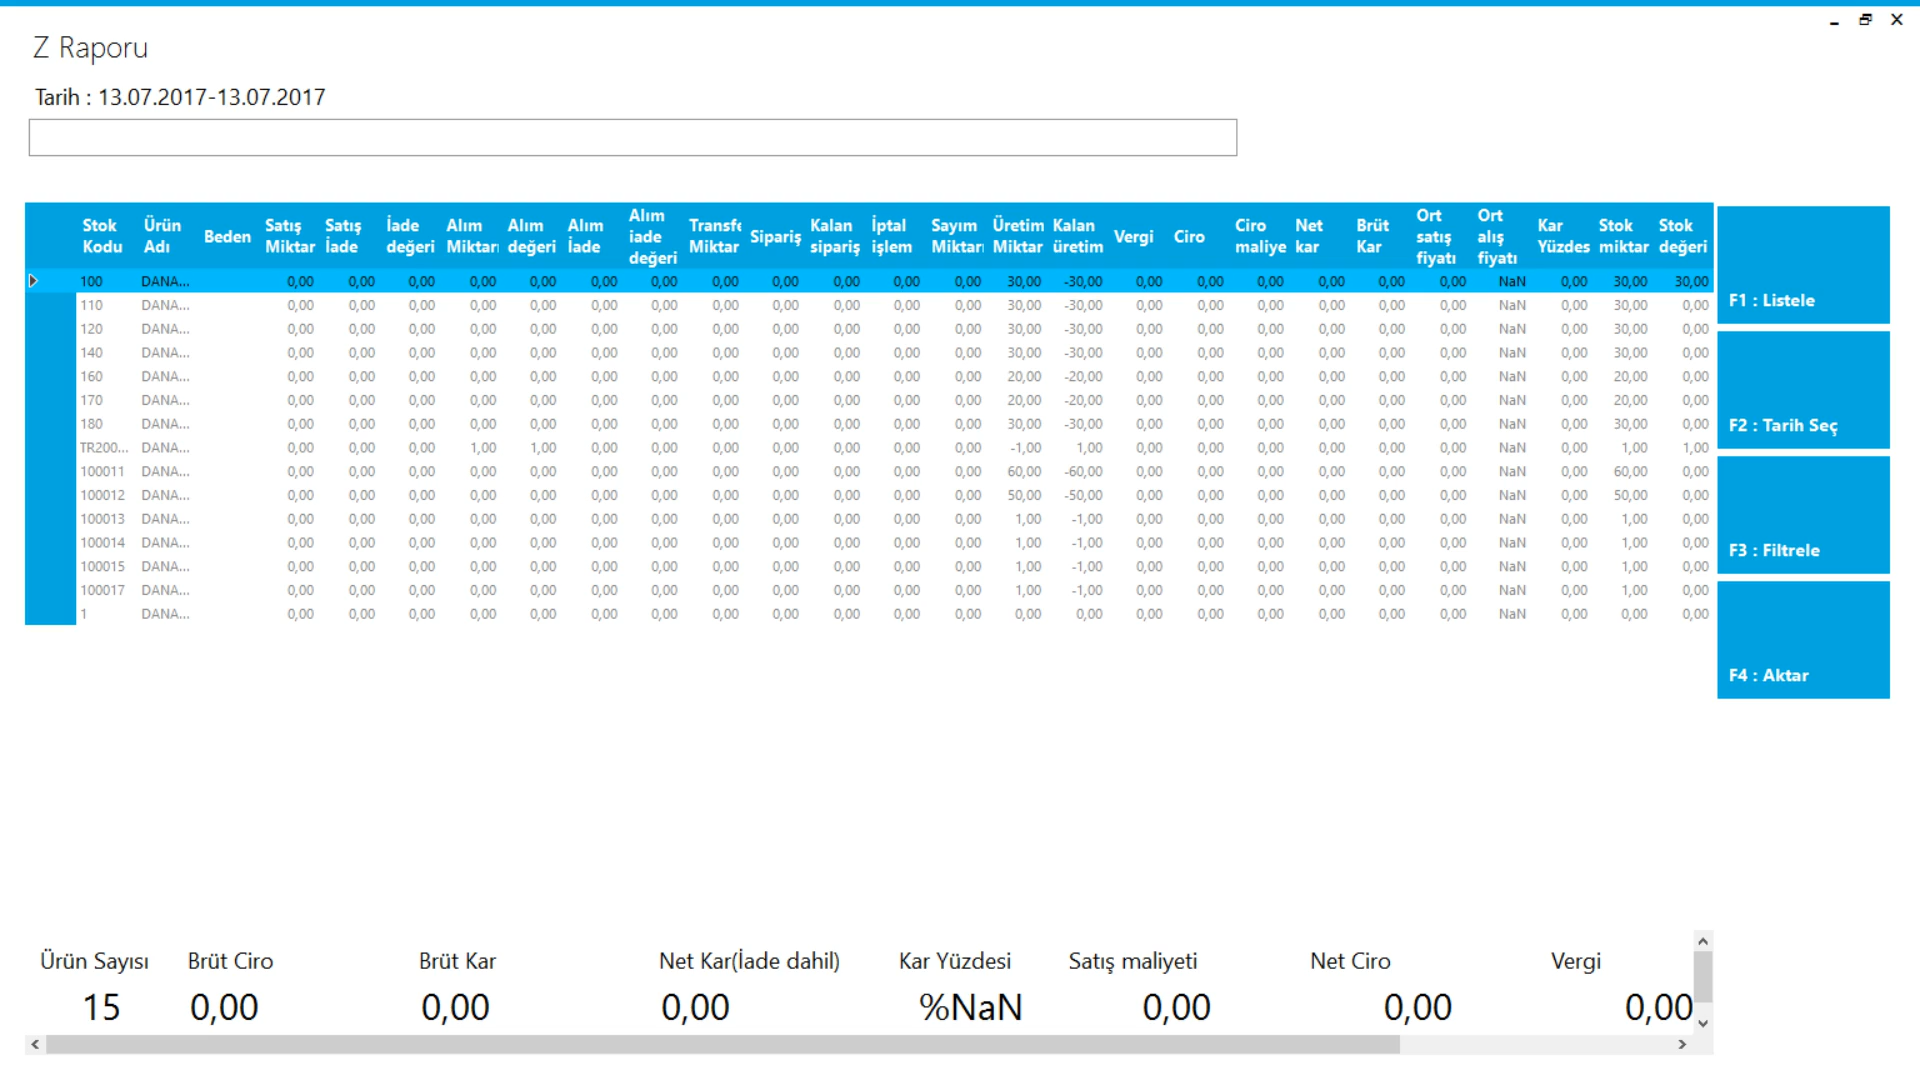 Z Raporu
Tarih : 13.07.2017-13.07.2017
Stok Kodu Ürün Adı Beden Satış Miktar Satış İade İade değeri Alım Miktarı Alım değeri Alım İade Alım iade değeri Transfe Miktar Sipariş Kalan sipariş İptal işlem Sayım Miktarı Üretim Miktar Kalan üretim Vergi Ciro Ciro maliye Net kar Brüt Kar Ort satış fiyatı Ort alış fiyatı Kar Yüzdes Stok miktar Stok değeri
100 DANA... 0,00 0,00 0,00 0,00 0,00 0,00 0,00 0,00 0,00 0,00 0,00 0,00 30,00 -30,00 0,00 0,00 0,00 0,00 0,00 0,00 NaN 0,00 30,00 30,00
110 DANA... 0,00 0,00 0,00 0,00 0,00 0,00 0,00 0,00 0,00 0,00 0,00 0,00 30,00 -30,00 0,00 0,00 0,00 0,00 0,00 0,00 NaN 0,00 30,00 0,00
120 DANA... 0,00 0,00 0,00 0,00 0,00 0,00 0,00 0,00 0,00 0,00 0,00 0,00 30,00 -30,00 0,00 0,00 0,00 0,00 0,00 0,00 NaN 0,00 30,00 0,00
140 DANA... 0,00 0,00 0,00 0,00 0,00 0,00 0,00 0,00 0,00 0,00 0,00 0,00 30,00 -30,00 0,00 0,00 0,00 0,00 0,00 0,00 NaN 0,00 30,00 0,00
160 DANA... 0,00 0,00 0,00 0,00 0,00 0,00 0,00 0,00 0,00 0,00 0,00 0,00 20,00 -20,00 0,00 0,00 0,00 0,00 0,00 0,00 NaN 0,00 20,00 0,00
170 DANA... 0,00 0,00 0,00 0,00 0,00 0,00 0,00 0,00 0,00 0,00 0,00 0,00 20,00 -20,00 0,00 0,00 0,00 0,00 0,00 0,00 NaN 0,00 20,00 0,00
180 DANA... 0,00 0,00 0,00 0,00 0,00 0,00 0,00 0,00 0,00 0,00 0,00 0,00 30,00 -30,00 0,00 0,00 0,00 0,00 0,00 0,00 NaN 0,00 30,00 0,00
TR200... DANA... 0,00 0,00 0,00 1,00 1,00 0,00 0,00 0,00 0,00 0,00 0,00 0,00 -1,00 1,00 0,00 0,00 0,00 0,00 0,00 0,00 NaN 0,00 1,00 1,00
100011 DANA... 0,00 0,00 0,00 0,00 0,00 0,00 0,00 0,00 0,00 0,00 0,00 0,00 60,00 -60,00 0,00 0,00 0,00 0,00 0,00 0,00 NaN 0,00 60,00 0,00
100012 DANA... 0,00 0,00 0,00 0,00 0,00 0,00 0,00 0,00 0,00 0,00 0,00 0,00 50,00 -50,00 0,00 0,00 0,00 0,00 0,00 0,00 NaN 0,00 50,00 0,00
100013 DANA... 0,00 0,00 0,00 0,00 0,00 0,00 0,00 0,00 0,00 0,00 0,00 0,00 1,00 -1,00 0,00 0,00 0,00 0,00 0,00 0,00 NaN 0,00 1,00 0,00
100014 DANA... 0,00 0,00 0,00 0,00 0,00 0,00 0,00 0,00 0,00 0,00 0,00 0,00 1,00 -1,00 0,00 0,00 0,00 0,00 0,00 0,00 NaN 0,00 1,00 0,00
100015 DANA... 0,00 0,00 0,00 0,00 0,00 0,00 0,00 0,00 0,00 0,00 0,00 0,00 1,00 -1,00 0,00 0,00 0,00 0,00 0,00 0,00 NaN 0,00 1,00 0,00
100017 DANA... 0,00 0,00 0,00 0,00 0,00 0,00 0,00 0,00 0,00 0,00 0,00 0,00 1,00 -1,00 0,00 0,00 0,00 0,00 0,00 0,00 NaN 0,00 1,00 0,00
1 DANA... 0,00 0,00 0,00 0,00 0,00 0,00 0,00 0,00 0,00 0,00 0,00 0,00 0,00 0,00 0,00 0,00 0,00 0,00 0,00 0,00 NaN 0,00 0,00 0,00
F1 : Listele
F2 : Tarih Seç
F3 : Filtrele
F4 : Aktar
Ürün Sayısı Brüt Ciro Brüt Kar Net Kar(İade dahil) Kar Yüzdesi Satış maliyeti Net Ciro Vergi
15 0,00 0,00 0,00 %NaN 0,00 0,00 0,00